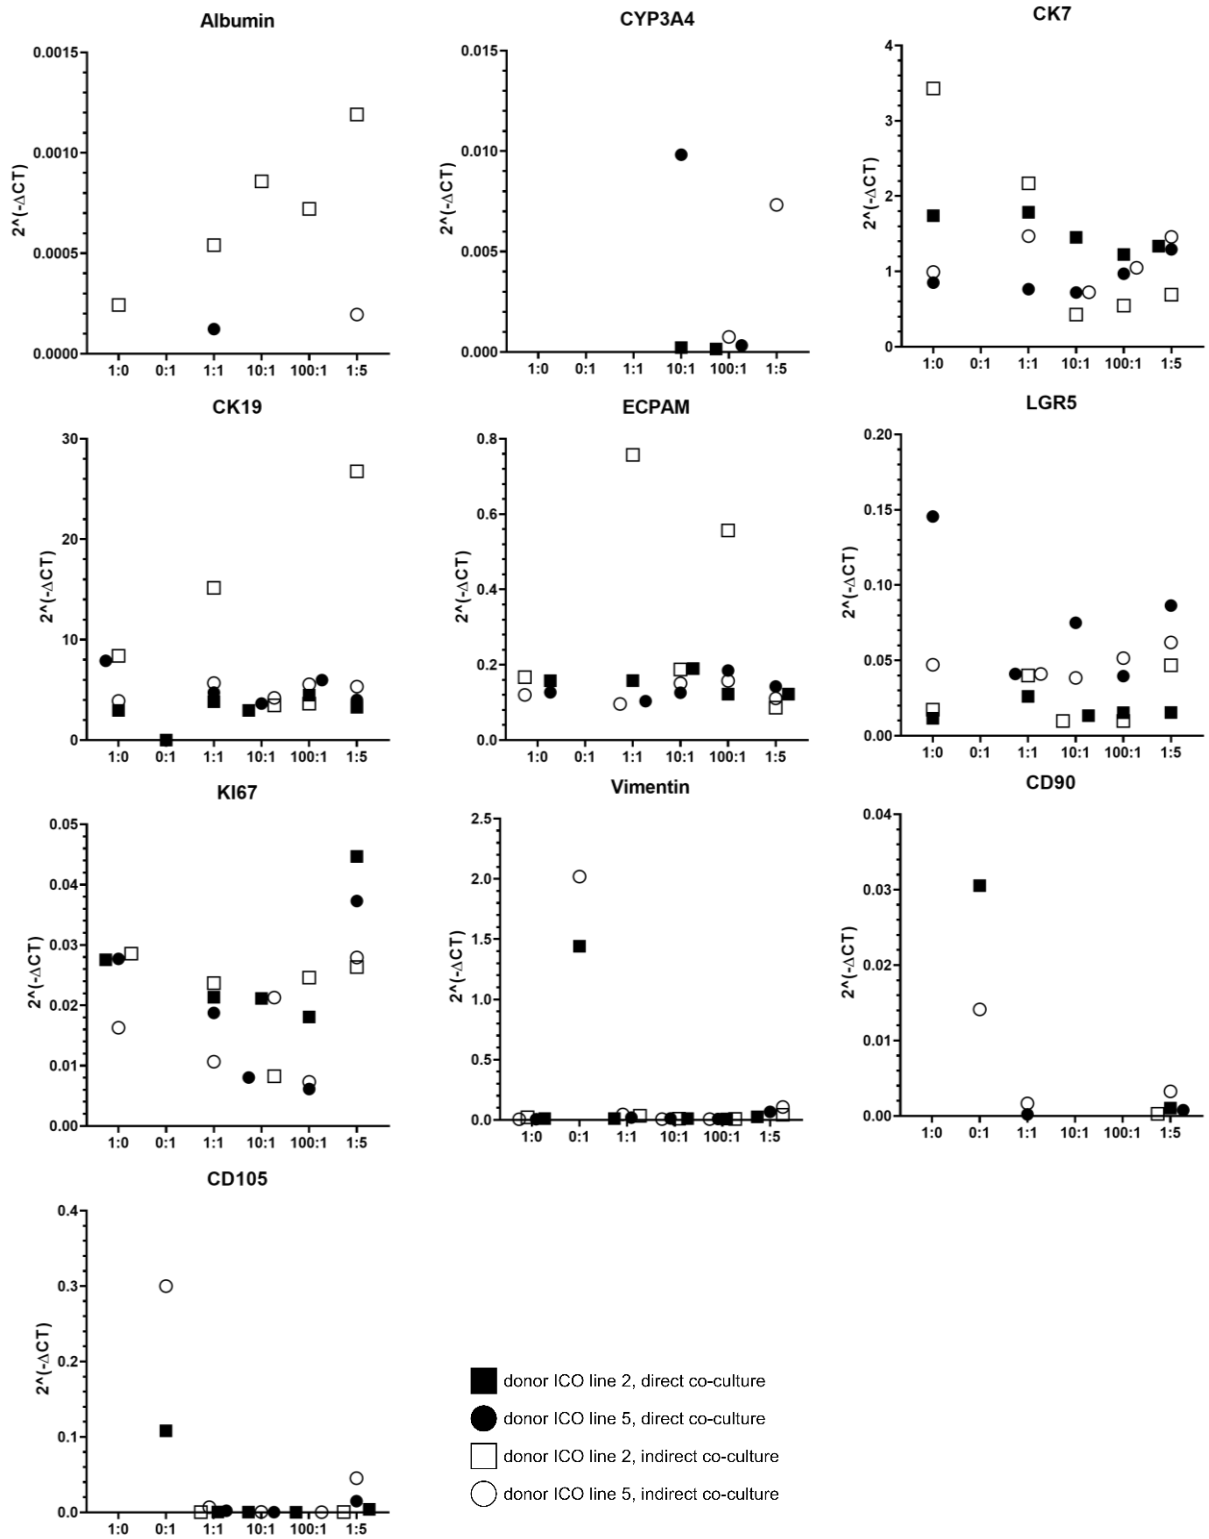 Albumin
0.0015
0.0010
0.0005
0.0000
2^(-ΔCT)
1:0 0:1 1:1 10:1 100:1 1:5
CYP3A4
0.015
0.010
0.005
0.000
2^(-ΔCT)
1:0 0:1 1:1 10:1 100:1 1:5
CK7
4
3
2
1
0
2^(-ΔCT)
1:0 0:1 1:1 10:1 100:1 1:5
CK19
30
20
10
0
2^(-ΔCT)
1:0 0:1 1:1 10:1 100:1 1:5
ECPAM
0.8
0.6
0.4
0.2
0.0
2^(-ΔCT)
1:0 0:1 1:1 10:1 100:1 1:5
LGR5
0.20
0.15
0.10
0.05
0.00
2^(-ΔCT)
1:0 0:1 1:1 10:1 100:1 1:5
KI67
0.05
0.04
0.03
0.02
0.01
0.00
2^(-ΔCT)
1:0 0:1 1:1 10:1 100:1 1:5
Vimentin
2.5
2.0
1.5
1.0
0.5
0.0
2^(-ΔCT)
1:0 0:1 1:1 10:1 100:1 1:5
CD90
0.04
0.03
0.02
0.01
0.00
2^(-ΔCT)
1:0 0:1 1:1 10:1 100:1 1:5
CD105
0.4
0.3
0.2
0.1
0.0
2^(-ΔCT)
1:0 0:1 1:1 10:1 100:1 1:5
donor ICO line 2, direct co-culture
donor ICO line 5, direct co-culture
donor ICO line 2, indirect co-culture
donor ICO line 5, indirect co-culture